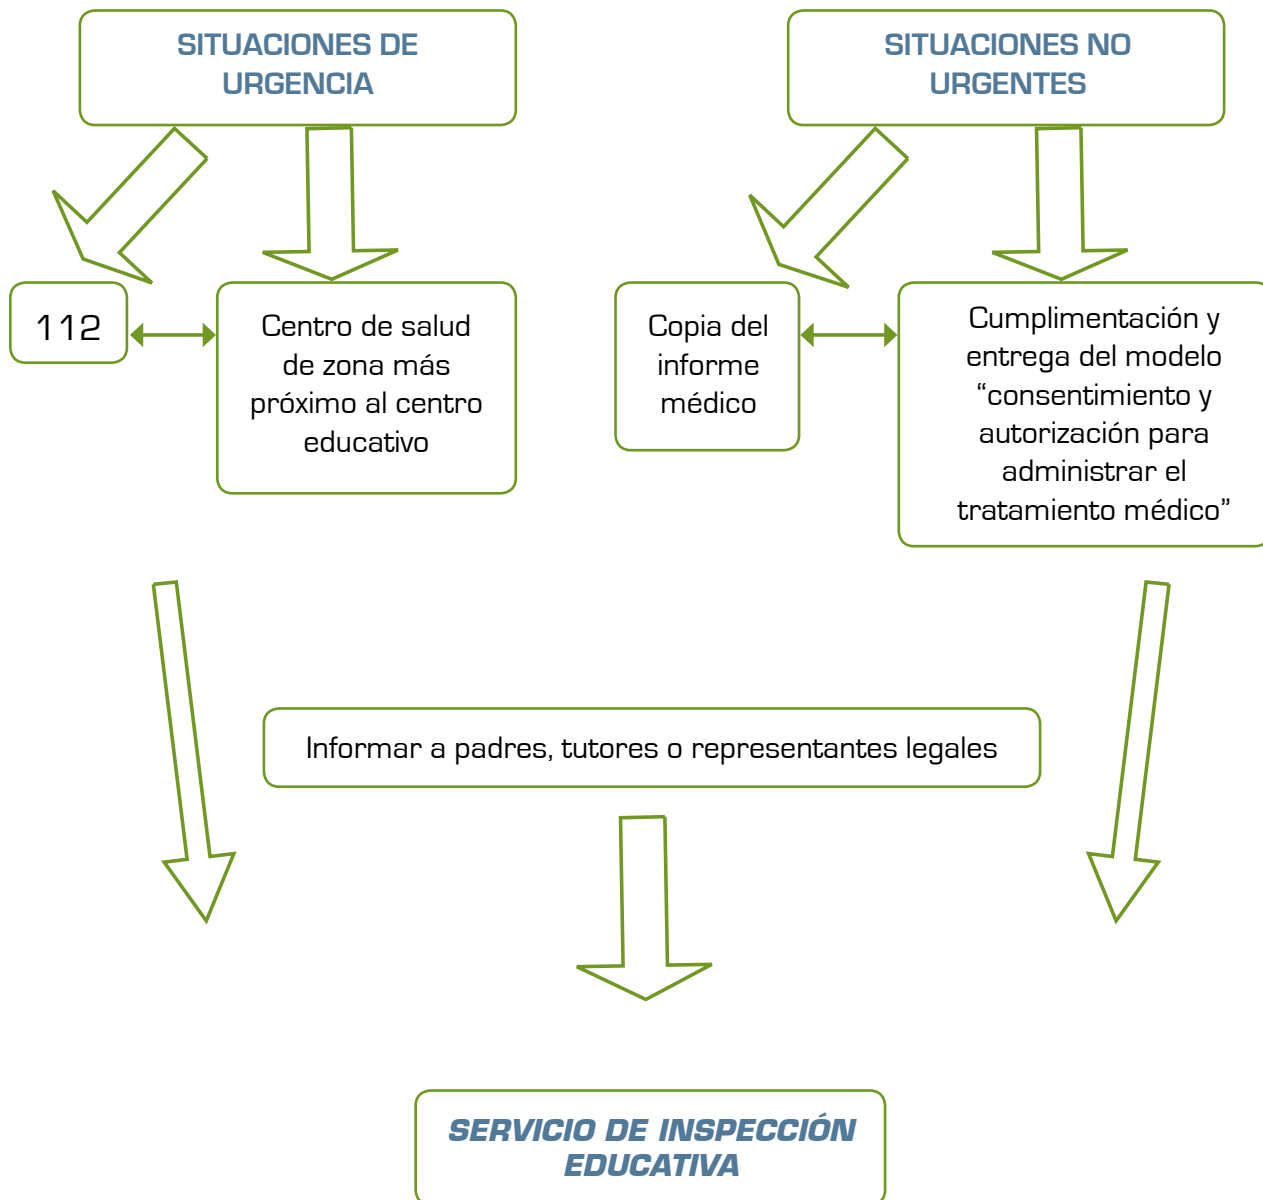 SITUACIONES DE
URGENCIA
SITUACIONES NO
URGENTES
112
Centro de salud
de zona más
próximo al centro
educativo
Copia del
informe
médico
Cumplimentación y
entrega del modelo
“consentimiento y
autorización para
administrar el
tratamiento médico”
Informar a padres, tutores o representantes legales
SERVICIO DE INSPECCIÓN
EDUCATIVA